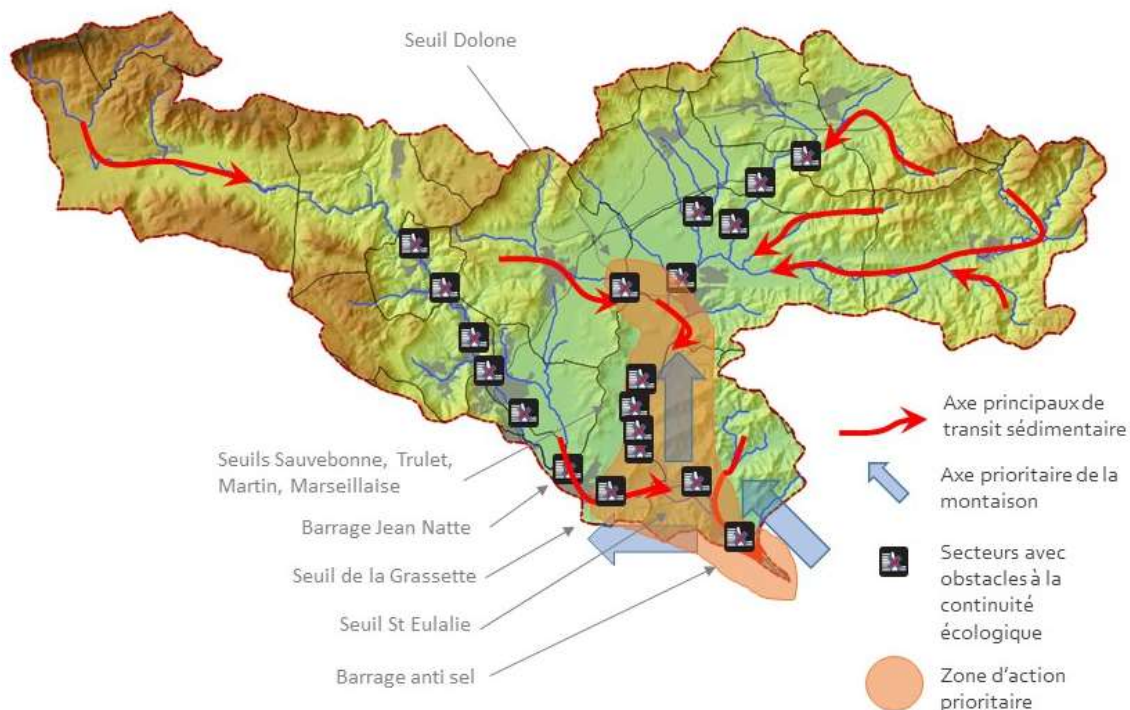 Seuil Dolone
Seuils Sauvebonne, Trulet,
Martin, Marseillaise
Barrage Jean Natte
Seuil de la Grassette
Seuil St Eulalie
Barrage anti sel
Axe principaux de
transit sédimentaire
Axe prioritaire de la
montaison
Secteurs avec
obstacles à la
continuité
écologique
Zone d'action
prioritaire